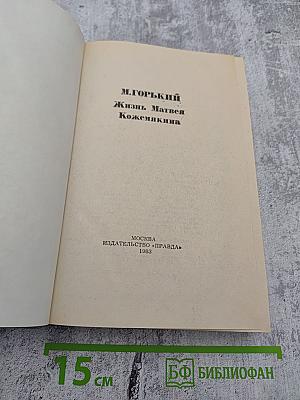 М. ГОРЬКИЙ
Жизнь Матвея
Кожемякина
МОСКВА
ИЗДАТЕЛЬСТВО «ПРАВДА»
1983
15 см
БФ БИБЛИОФАН